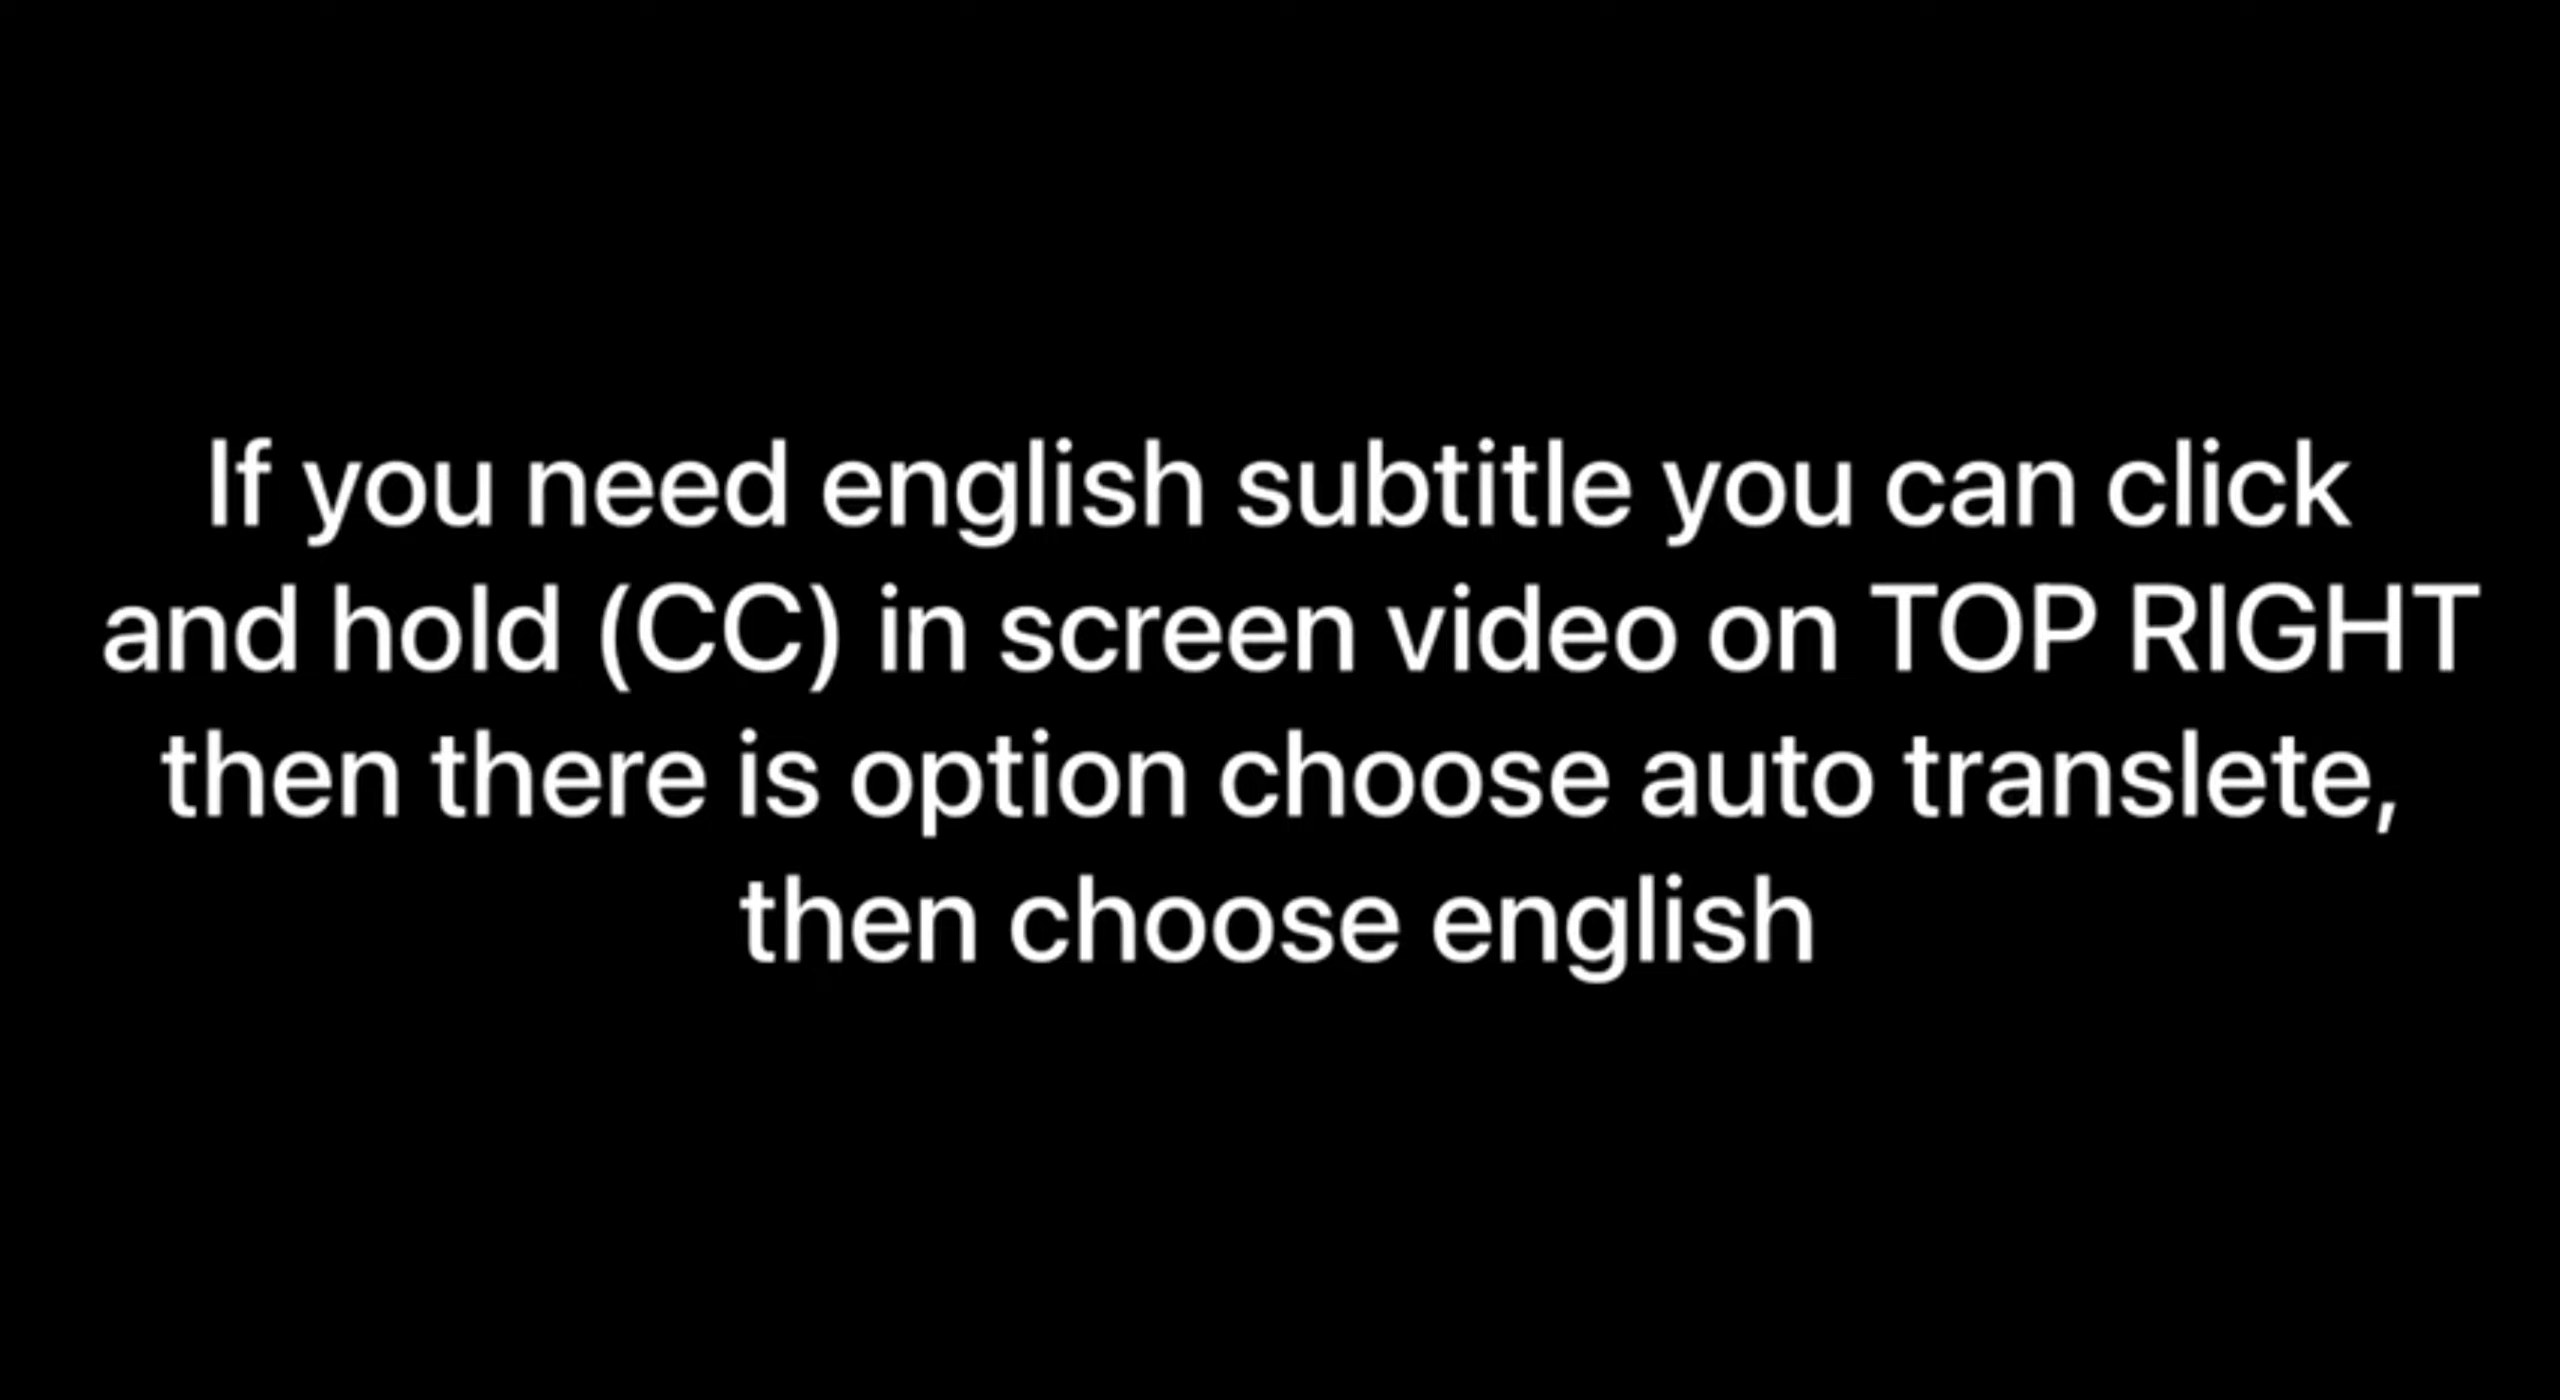 If you need english subtitle you can click
and hold (CC) in screen video on TOP RIGHT
then there is option choose auto translete,
then choose english